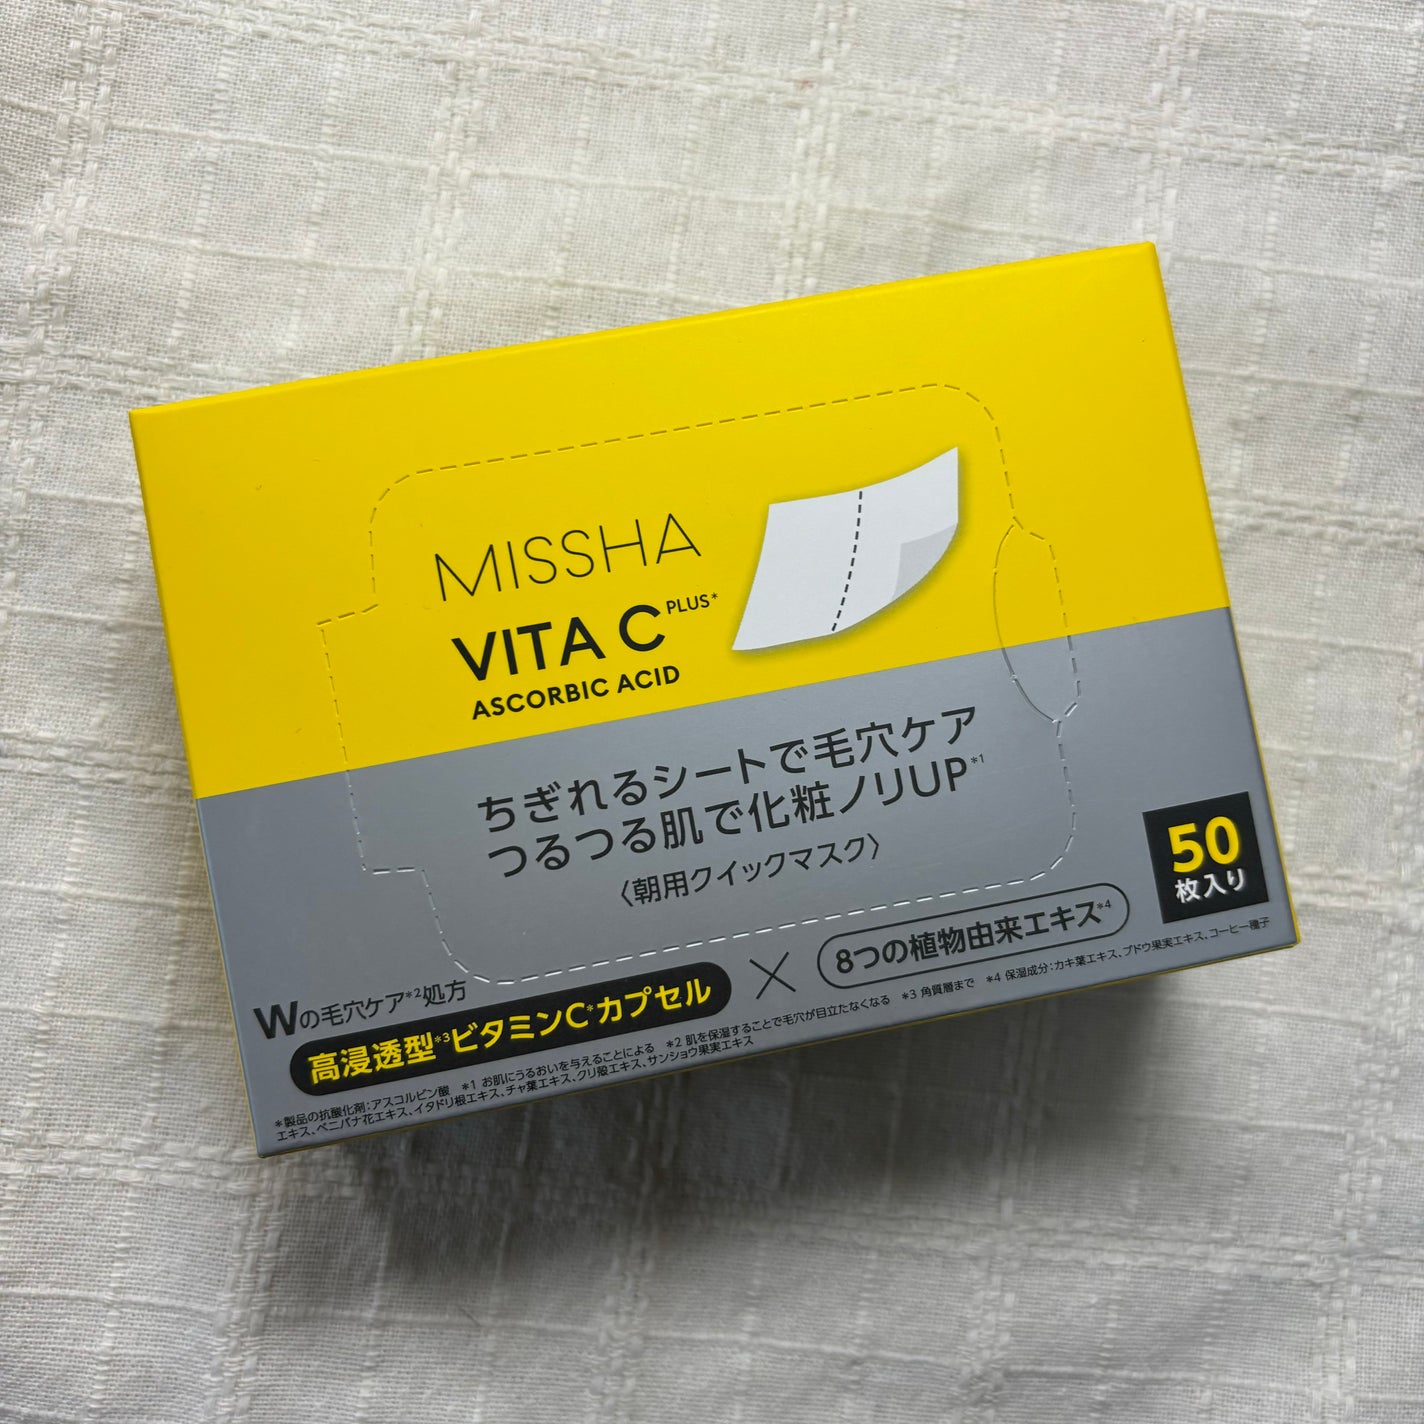 MISSHA
VITA C PLUS*
ASCORBIC ACID
ちぎれるシートで毛穴ケア
つるつる肌で化粧ノリUP*1
〈朝用クイックマスク〉
50
枚入り
Wの毛穴ケア*2処方
高浸透型*3ビタミンC*カプセル × 8つの植物由来エキス*4
*製品の抗酸化剤：アスコルビン酸 *1 お肌にうるおいを与えることによる *2 肌を保湿することで毛穴が目立たなくなる *3 角質層まで *4 保湿成分：カキ葉エキス、ブドウ果実エキス、コーヒー種子
エキス、ベニバナ花エキス、イタドリ根エキス、チャ葉エキス、クリ殻エキス、サンショウ果実エキス